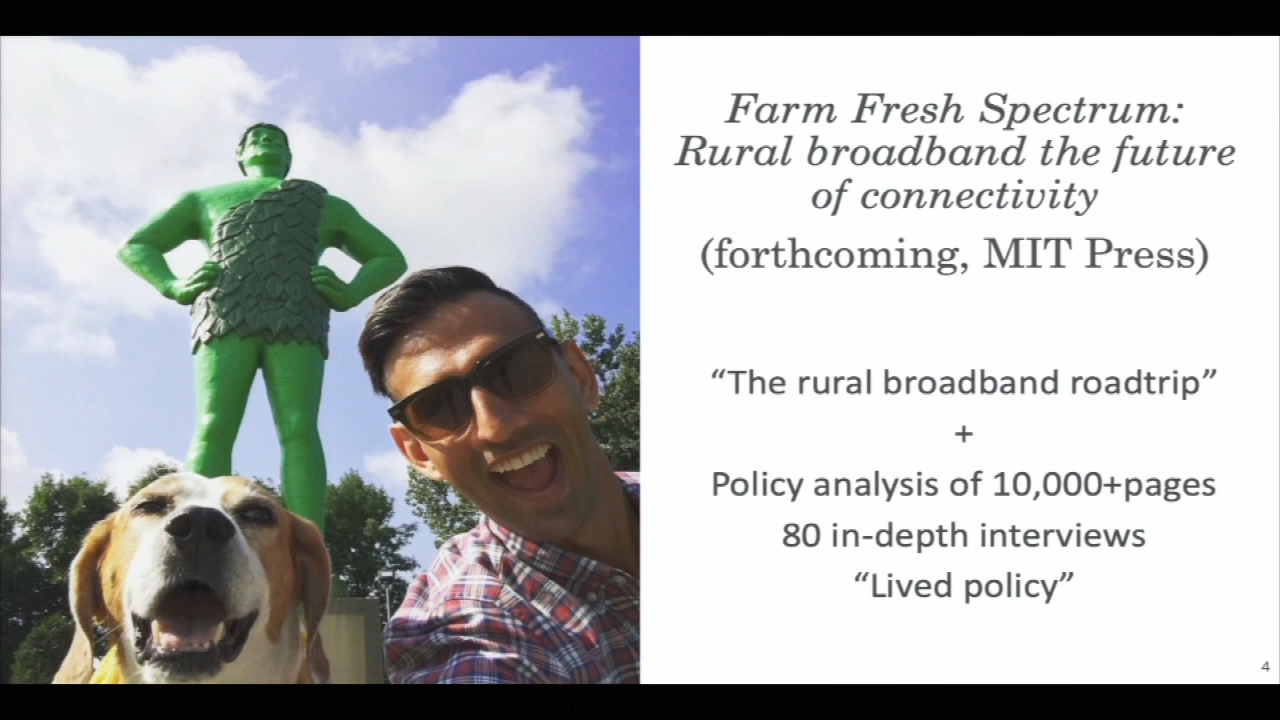 Farm Fresh Spectrum:
Rural broadband the future
of connectivity
(forthcoming, MIT Press)
“The rural broadband roadtrip”
+
Policy analysis of 10,000+pages
80 in-depth interviews
“Lived policy”
4